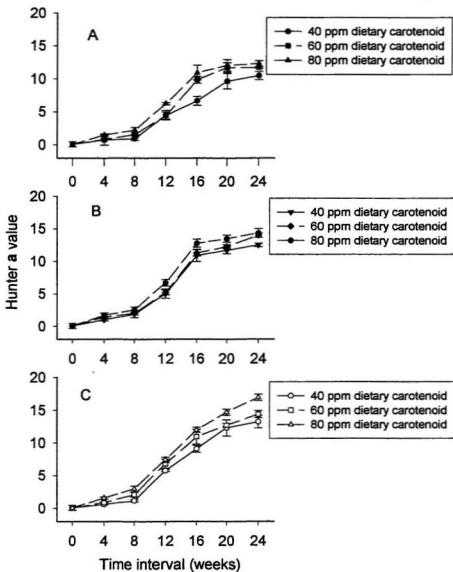 A
40 ppm dietary carotenoid
60 ppm dietary carotenoid
80 ppm dietary carotenoid
20
15
10
5
0
0 4 8 12 16 20 24
B
40 ppm dietary carotenoid
60 ppm dietary carotenoid
80 ppm dietary carotenoid
Hunter a value
20
15
10
5
0
0 4 8 12 16 20 24
C
40 ppm dietary carotenoid
60 ppm dietary carotenoid
80 ppm dietary carotenoid
20
15
10
5
0
0 4 8 12 16 20 24
Time interval (weeks)